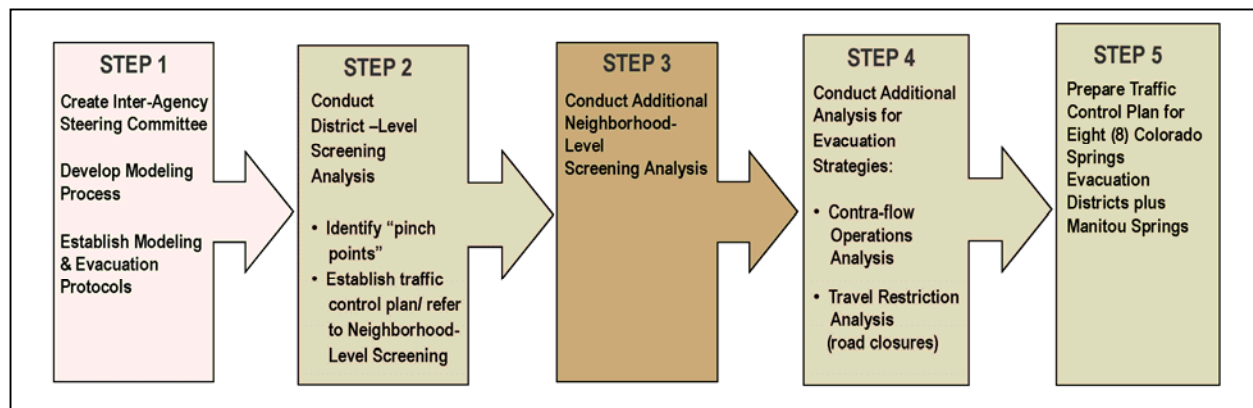 STEP 1
Create Inter-Agency
Steering Committee
Develop Modeling
Process
Establish Modeling
& Evacuation
Protocols
STEP 2
Conduct
District –Level
Screening
Analysis
• Identify “pinch
points”
• Establish traffic
control plan/ refer
to Neighborhood-
Level Screening
STEP 3
Conduct Additional
Neighborhood-
Level
Screening Analysis
STEP 4
Conduct Additional
Analysis for
Evacuation
Strategies:
• Contra-flow
Operations
Analysis
• Travel Restriction
Analysis
(road closures)
STEP 5
Prepare Traffic
Control Plan for
Eight (8) Colorado
Springs
Evacuation
Districts plus
Manitou Springs